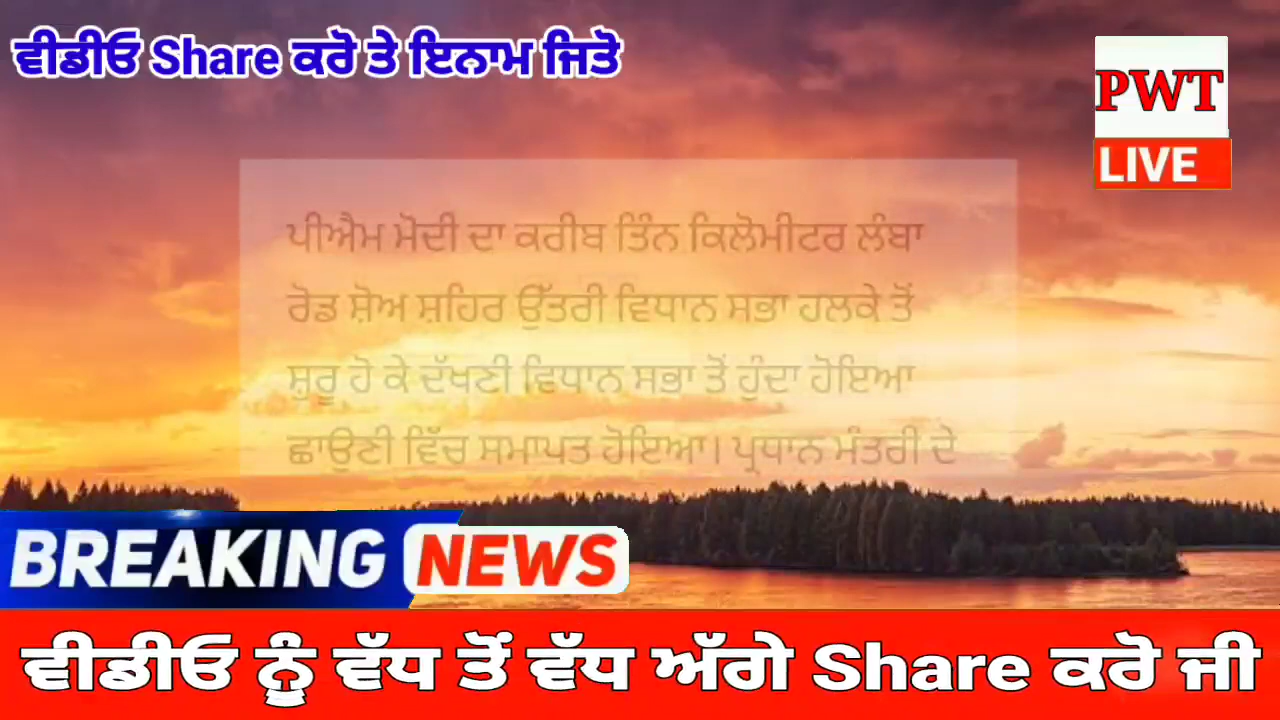 ਵੀਡੀਓ Share ਕਰੋ ਤੇ ਇਨਾਮ ਜਿਤੋ
PWT
LIVE
ਪੀਐਮ ਮੋਦੀ ਦਾ ਕਰੀਬ ਤਿੰਨ ਕਿਲੋਮੀਟਰ ਲੰਬਾ
ਰੋਡ ਸ਼ੋਅ ਸ਼ਹਿਰ ਉੱਤਰੀ ਵਿਧਾਨ ਸਭਾ ਹਲਕੇ ਤੋਂ
ਸ਼ੁਰੂ ਹੋ ਕੇ ਦੱਖਣੀ ਵਿਧਾਨ ਸਭਾ ਤੋਂ ਹੁੰਦਾ ਹੋਇਆ
ਛਾਉਣੀ ਵਿੱਚ ਸਮਾਪਤ ਹੋਇਆ। ਪ੍ਰਧਾਨ ਮੰਤਰੀ ਦੇ
BREAKING NEWS
ਵੀਡੀਓ ਨੂੰ ਵੱਧ ਤੋਂ ਵੱਧ ਅੱਗੇ Share ਕਰੋ ਜੀ